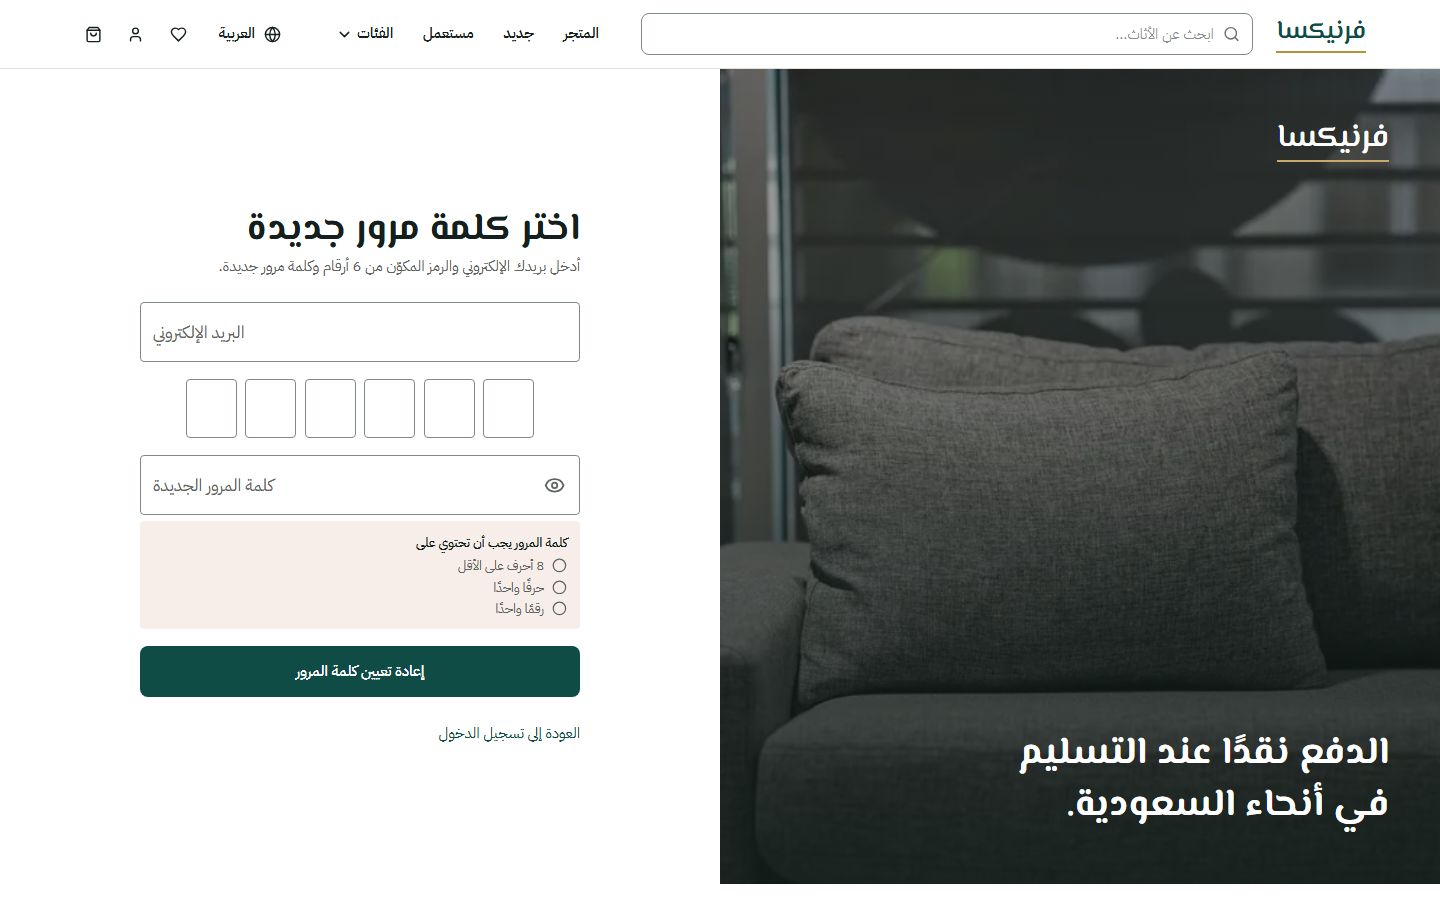 فرنيكسا
ابحث عن الأثاث...
المتجر
جديد
مستعمل
الفئات
العربية
فرنيكسا
الدفع نقدًا عند التسليم
في أنحاء السعودية.
اختر كلمة مرور جديدة
أدخل بريدك الإلكتروني والرمز المكوّن من 6 أرقام وكلمة مرور جديدة.
البريد الإلكتروني
كلمة المرور الجديدة
كلمة المرور يجب أن تحتوي على
8 أحرف على الأقل
حرفًا واحدًا
رقمًا واحدًا
إعادة تعيين كلمة المرور
العودة إلى تسجيل الدخول